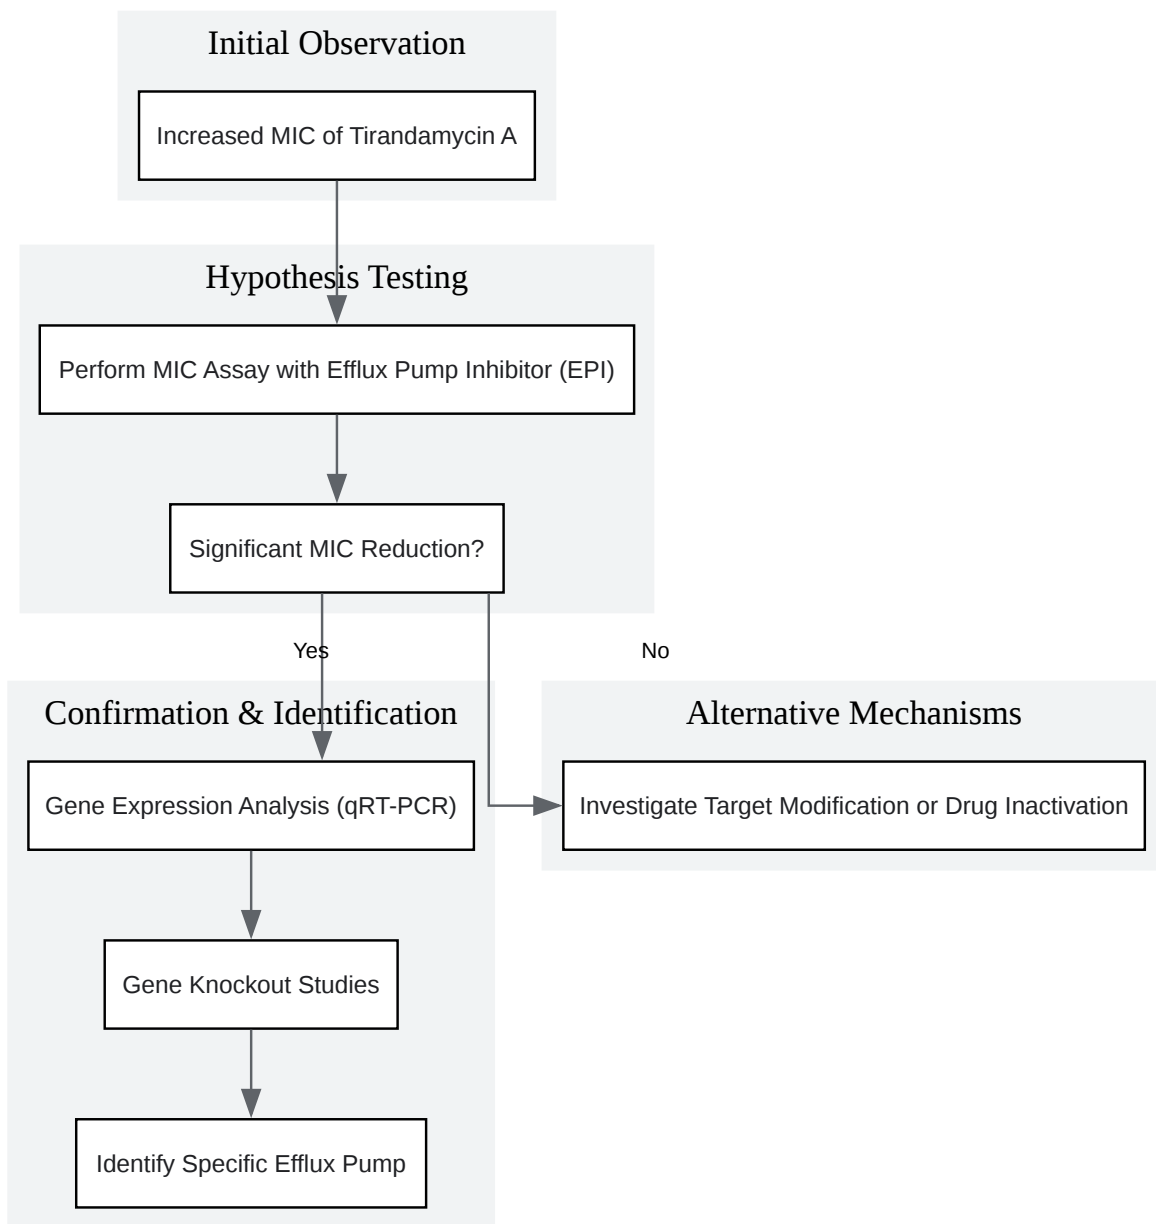 Initial Observation
Increased MIC of Tirandamycin A
Hypothesis Testing
Perform MIC Assay with Efflux Pump Inhibitor (EPI)
Significant MIC Reduction?
Yes
No
Confirmation & Identification
Alternative Mechanisms
Gene Expression Analysis (qRT-PCR)
Investigate Target Modification or Drug Inactivation
Gene Knockout Studies
Identify Specific Efflux Pump